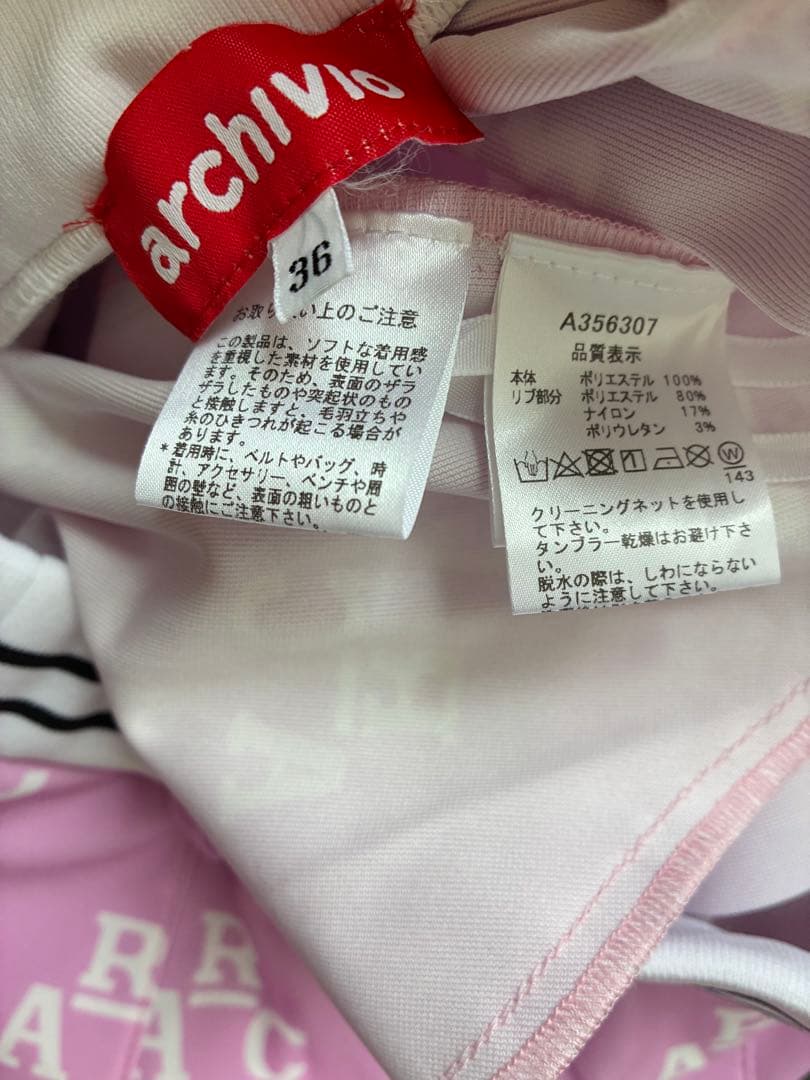 archIVIo
36
お取り い上のご注意
この製品は、ソフトな着用感
を重視した素材を使用してい
ます。そのため、表面のザラ
ザラしたものや突起状のもの
と接触しますと、毛羽立ちや
糸のひきつれが起こる場合が
あります。
*着用時に、ベルトやバッグ、時
計、アクセサリー、ベンチや周
囲の壁など、表面の粗いものと
の接触にご注意下さい。
A356307
品質表示
本体 ポリエステル 100%
リブ部分 ポリエステル 80%
ナイロン 17%
ポリウレタン 3%
W
143
クリーニングネットを使用し
て下さい。
タンブラー乾燥はお避け下さ
い。
脱水の際は、しわにならない
ように注意して下さい。
C
R R
A A C
A